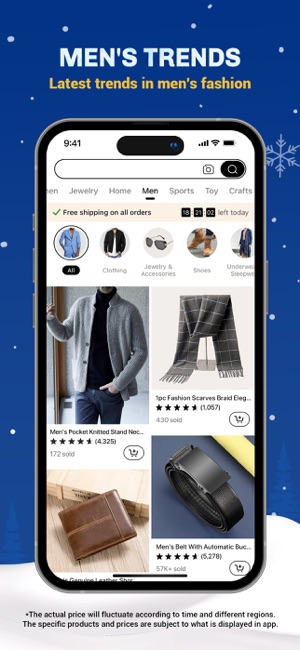 MEN'S TRENDS
Latest trends in men's fashion
9:41
Jewelry Home Men Sports Toy Crafts
Free shipping on all orders 18:21:02 left today
All
Clothing
Jewelry &
Accessories
Shoes
Underwea
Sleepwe
Men's Pocket Knitted Stand Nec...
(4,325)
172 sold
1pc Fashion Scarves Braid Eleg...
(1,057)
430 sold
Men's Belt With Automatic Buc...
(5,278)
57K+ sold
Genuine Leather Shor
*The actual price will fluctuate according to time and different regions.
The specific products and prices are subject to what is displayed in app.